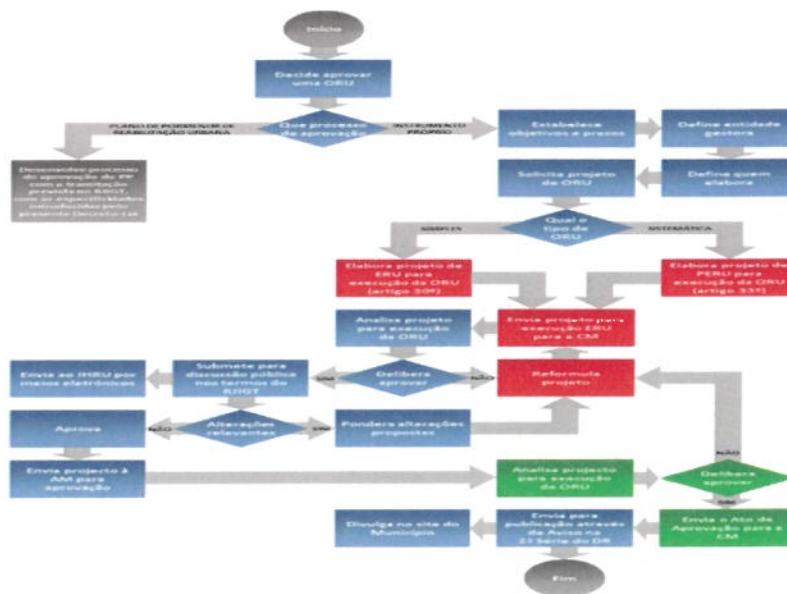 Início
Decide aprovar
uma ORU
Que processo
de aprovação
PLANO DE PORMENOR DE
REABILITAÇÃO URBANA
INSTRUMENTO
PRÓPRIO
Estabelece
objetivos e prazos
Define entidade
gestora
Desenvolve processo
de aprovação do PP
com a tramitação
prevista no RJIGT,
com as especificidades
introduzidas pelo
presente Decreto-Lei
Solicita projeto
de ORU
Define quem
elabora
Qual o
tipo de
ORU
SIMPLES
SISTEMÁTICA
Elabora projeto de
ERU para
execução da ORU
(artigo 30º)
Elabora projeto de
PERU para
execução da ORU
(artigo 33º)
Analisa projeto
para execução
da ORU
Envia projeto para
execução ERU
para a CM
Envia ao IHRU por
meios eletrónicos
Submete para
discussão pública
nos termos do
RJIGT
SIM
Delibera
aprovar
NÃO
Reformula
projeto
Aprova
NÃO
Alterações
relevantes
SIM
Pondera alterações
propostas
NÃO
Envia projecto à
AM para
aprovação
Analisa projecto
para execução
da ORU
Delibera
aprovar
SIM
Divulga no site do
Município
Envia para
publicação através
de Aviso na
2ª Série do DR
Envia o Ato de
Aprovação para a
CM
Fim